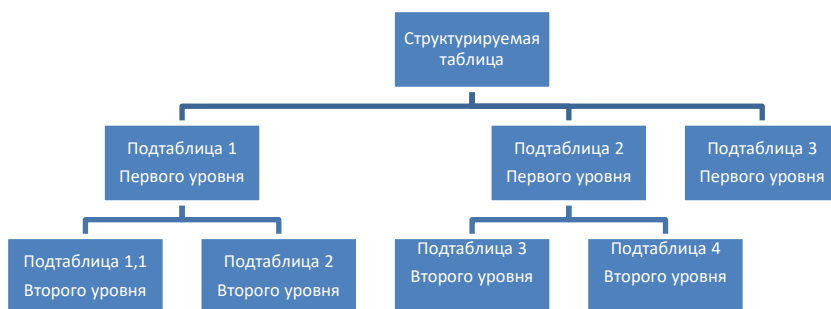 Структурируемая
таблица
Подтаблица 1
Первого уровня
Подтаблица 2
Первого уровня
Подтаблица 3
Первого уровня
Подтаблица 1,1
Второго уровня
Подтаблица 2
Второго уровня
Подтаблица 3
Второго уровня
Подтаблица 4
Второго уровня